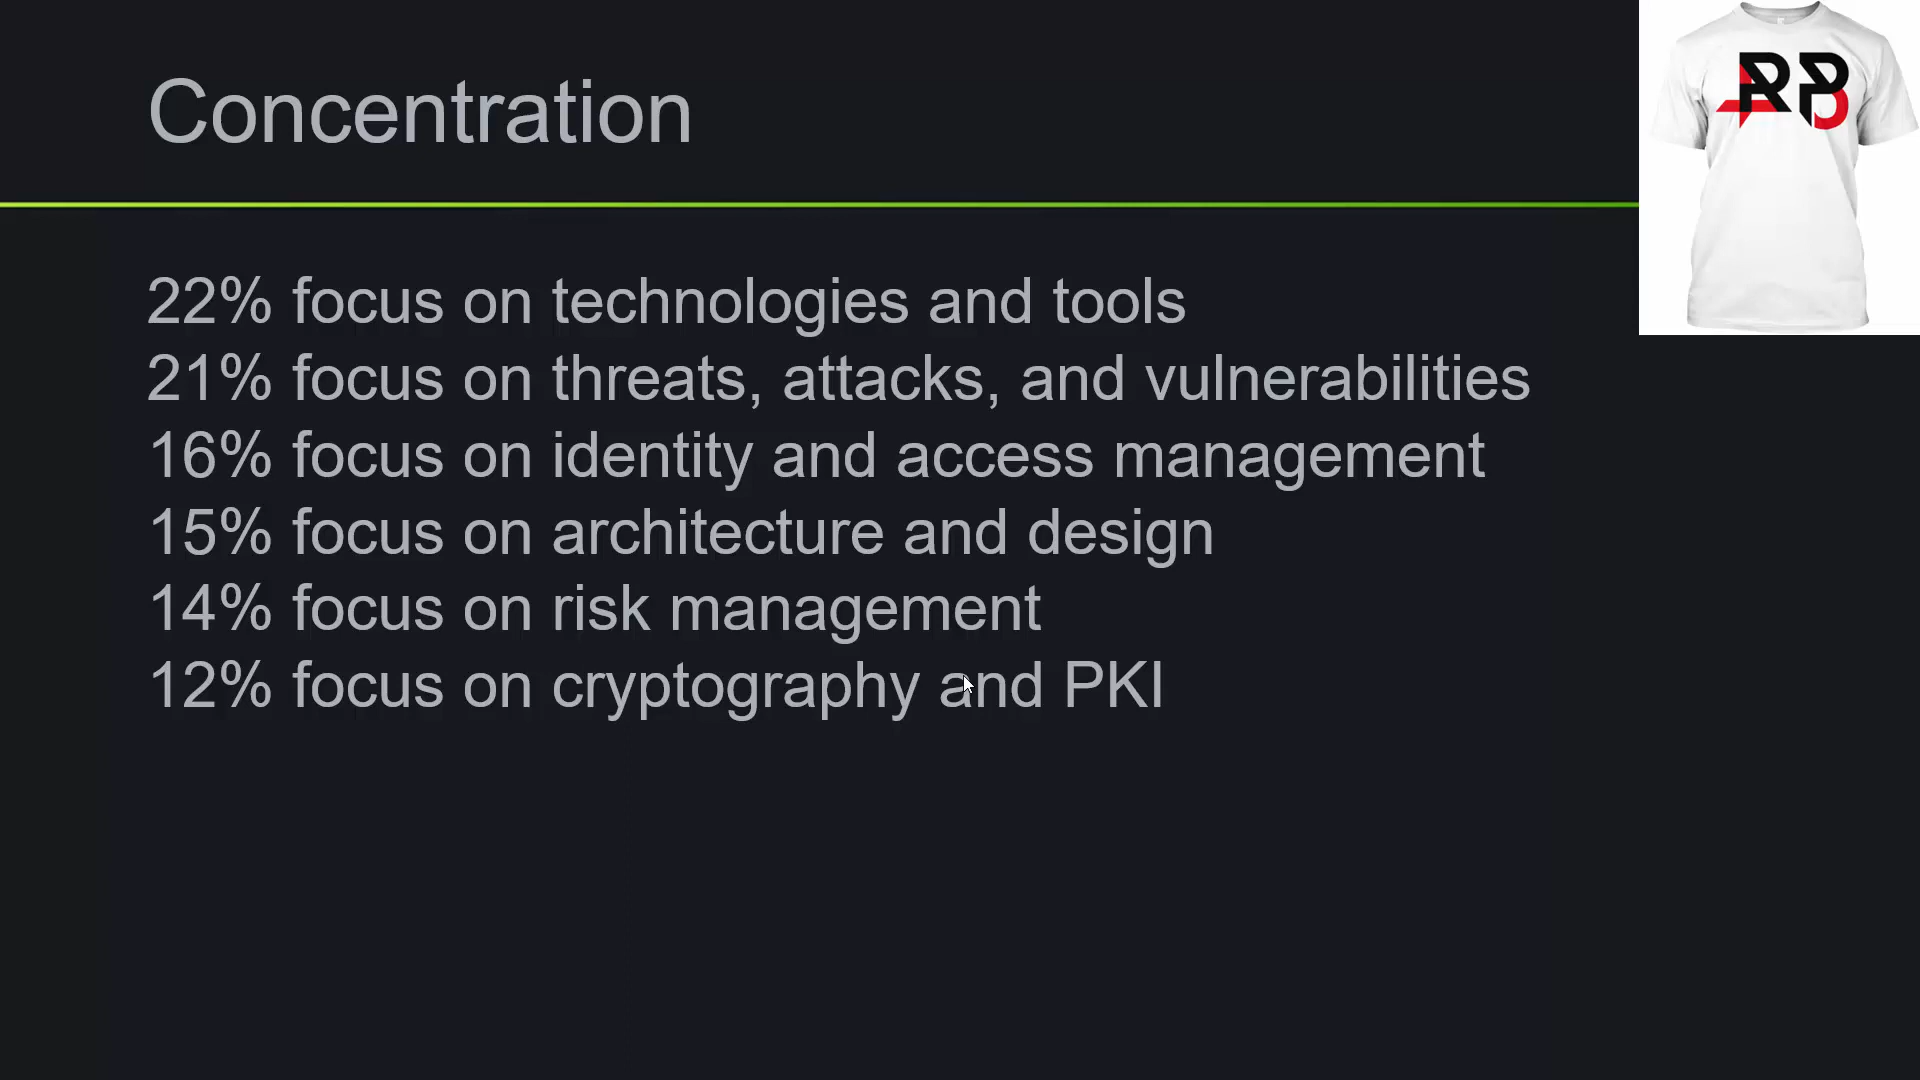 Concentration
RB
22% focus on technologies and tools
21% focus on threats, attacks, and vulnerabilities
16% focus on identity and access management
15% focus on architecture and design
14% focus on risk management
12% focus on cryptography and PKI